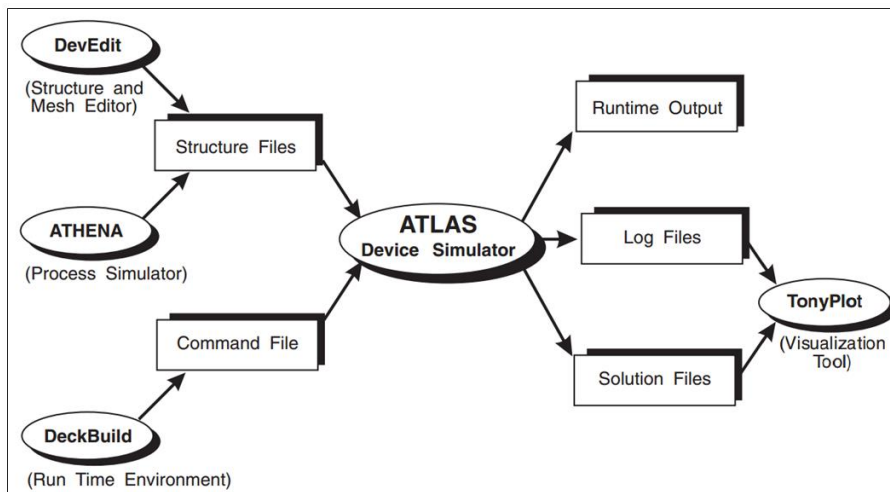 DevEdit
(Structure and
Mesh Editor)
Structure Files
ATHENA
(Process Simulator)
Command File
DeckBuild
(Run Time Environment)
ATLAS
Device Simulator
Runtime Output
Log Files
Solution Files
TonyPlot
(Visualization
Tool)